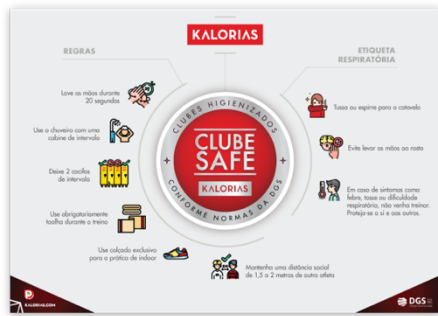 KALORIAS
REGRAS
ETIQUETA
RESPIRATÓRIA
Lave as mãos durante
20 segundos
Use o chuveiro com uma
cabine de intervalo
Deixe 2 cacifos
de intervalo
Use obrigatoriamente
toalha durante o treino
Use calçado exclusivo
para a prática de indoor
CLUBES HIGIENIZADOS
CLUBE
SAFE
KALORIAS
CONFORME NORMAS DA DGS
Tussa ou espirre para o cotovelo
Evite levar as mãos ao rosto
Em caso de sintomas como:
febre, tosse ou dificuldade
respiratória, não venha treinar.
Proteja-se a si e aos outros.
Mantenha uma distância social
de 1,5 a 2 metros de outro atleta
KALORIAS.COM
DGS